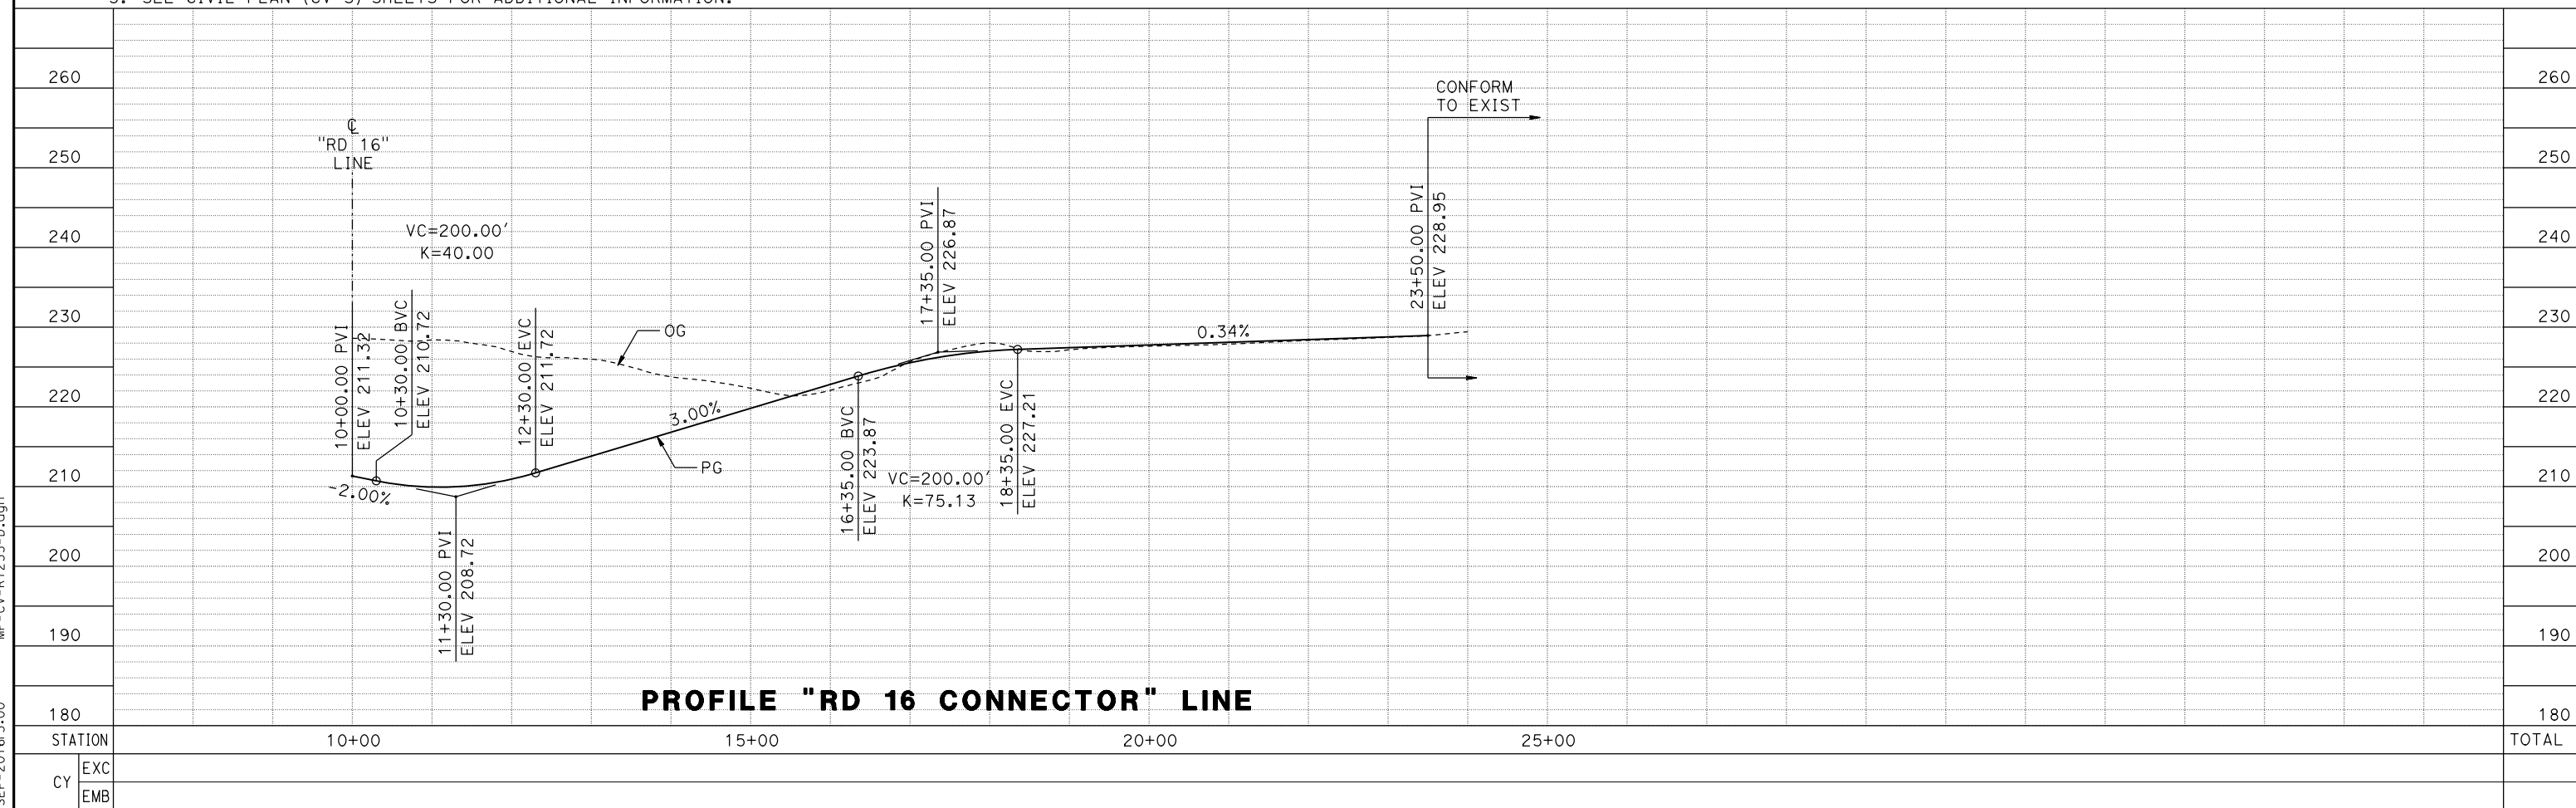 260
250
240
230
220
210
200
190
180
STATION
CY
EXC
EMB
℄
"RD 16"
LINE
10+00.00 PVI
ELEV 211.32
10+30.00 BVC
ELEV 210.72
VC=200.00'
K=40.00
-2.00%
11+30.00 PVI
ELEV 208.72
12+30.00 EVC
ELEV 211.72
OG
3.00%
PG
16+35.00 BVC
ELEV 223.87
17+35.00 PVI
ELEV 226.87
VC=200.00'
K=75.13
18+35.00 EVC
ELEV 227.21
0.34%
CONFORM
TO EXIST
23+50.00 PVI
ELEV 228.95
PROFILE "RD 16 CONNECTOR" LINE
10+00
15+00
20+00
25+00
260
250
240
230
220
210
200
190
180
TOTAL